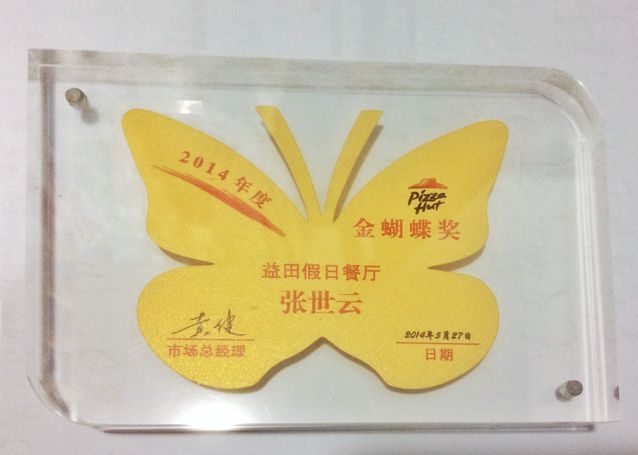 2014年度
Pizza
Hut
金蝴蝶奖
益田假日餐厅
张世云
袁健
市场总经理
2014年5月27日
日期